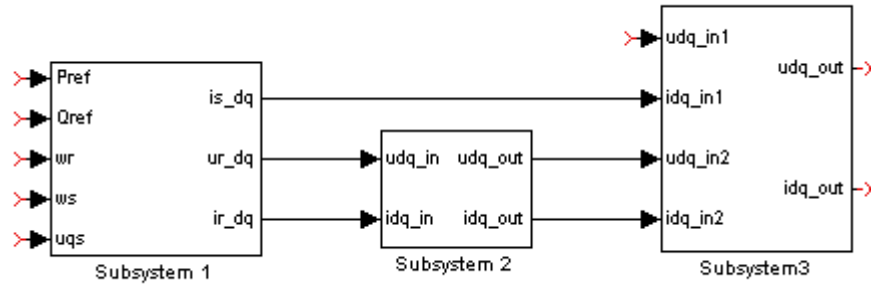 Pref
Qref
wr
ws
uqs
is_dq
ur_dq
ir_dq
Subsystem 1
udq_in
idq_in
udq_out
idq_out
Subsystem 2
udq_in1
idq_in1
udq_in2
idq_in2
udq_out
idq_out
Subsystem3